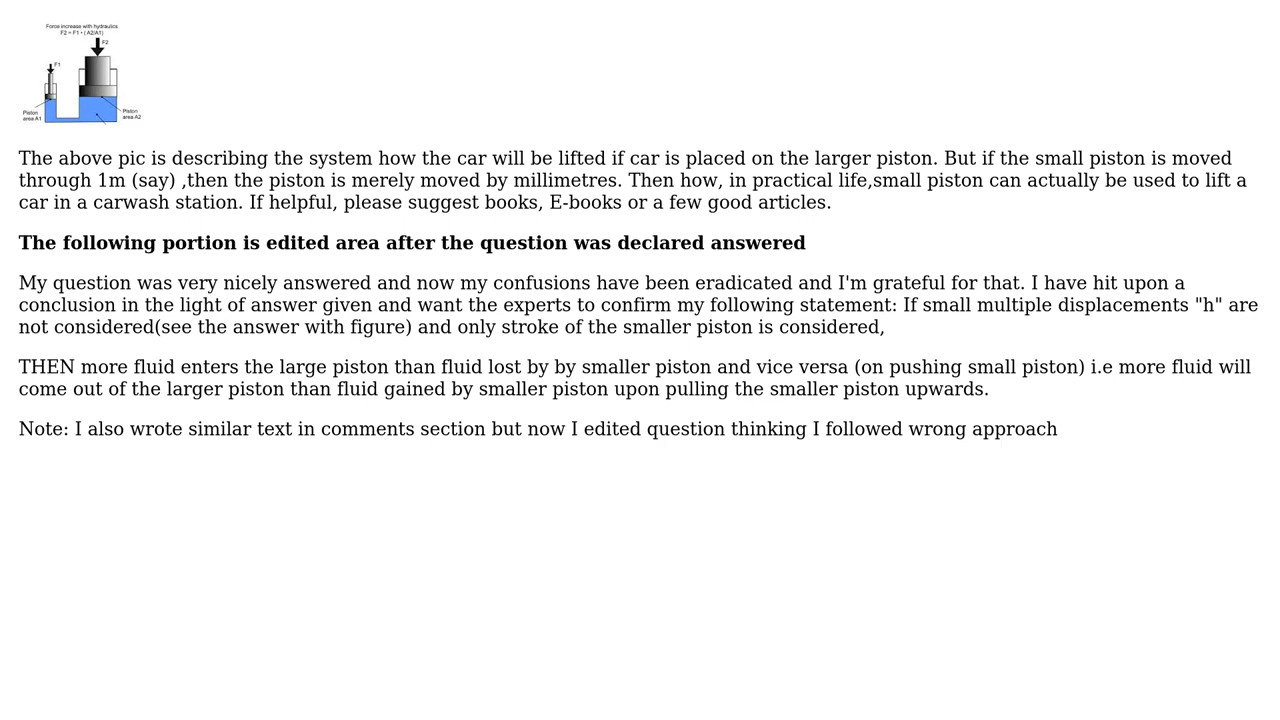 Force increase with hydraulics
F2 = F1 • ( A2/A1)
F2
F1
Piston
area A1
Piston
area A2
The above pic is describing the system how the car will be lifted if car is placed on the larger piston. But if the small piston is moved
through 1m (say) ,then the piston is merely moved by millimetres. Then how, in practical life,small piston can actually be used to lift a
car in a carwash station. If helpful, please suggest books, E-books or a few good articles.
The following portion is edited area after the question was declared answered
My question was very nicely answered and now my confusions have been eradicated and I'm grateful for that. I have hit upon a
conclusion in the light of answer given and want the experts to confirm my following statement: If small multiple displacements "h" are
not considered(see the answer with figure) and only stroke of the smaller piston is considered,
THEN more fluid enters the large piston than fluid lost by by smaller piston and vice versa (on pushing small piston) i.e more fluid will
come out of the larger piston than fluid gained by smaller piston upon pulling the smaller piston upwards.
Note: I also wrote similar text in comments section but now I edited question thinking I followed wrong approach